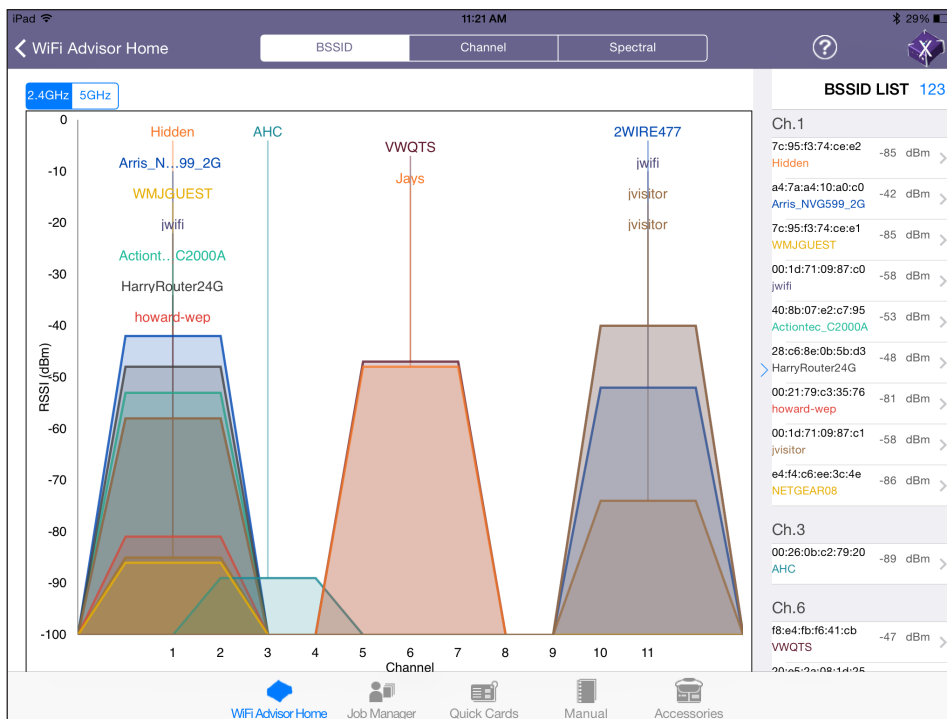 iPad 11:21 AM 29%
WiFi Advisor Home BSSID Channel Spectral ?
2.4GHz 5GHz
BSSID LIST 123
Hidden AHC 2WIRE477
VWQTS
Arris_N...99_2G jwifi
Jays
WMJGUEST jvisitor
jwifi jvisitor
Actiont...C2000A
HarryRouter24G
howard-wep
0
-10
-20
-30
-40
-50
-60
-70
-80
-90
-100
RSSI (dBm)
1 2 3 4 5 6 7 8 9 10 11
Channel
Ch.1
7c:95:f3:74:ce:e2 -85 dBm
Hidden
a4:7a:a4:10:a0:c0 -42 dBm
Arris_NVG599_2G
7c:95:f3:74:ce:e1 -85 dBm
WMJGUEST
00:1d:71:09:87:c0 -58 dBm
jwifi
40:8b:07:e2:c7:95 -53 dBm
Actiontec_C2000A
28:c6:8e:0b:5b:d3 -48 dBm
HarryRouter24G
00:21:79:c3:35:76 -81 dBm
howard-wep
00:1d:71:09:87:c1 -58 dBm
jvisitor
e4:f4:c6:ee:3c:4e -86 dBm
NETGEAR08
Ch.3
00:26:0b:c2:79:20 -89 dBm
AHC
Ch.6
f8:e4:fb:f6:41:cb -47 dBm
VWQTS
WiFi Advisor Home Job Manager Quick Cards Manual Accessories